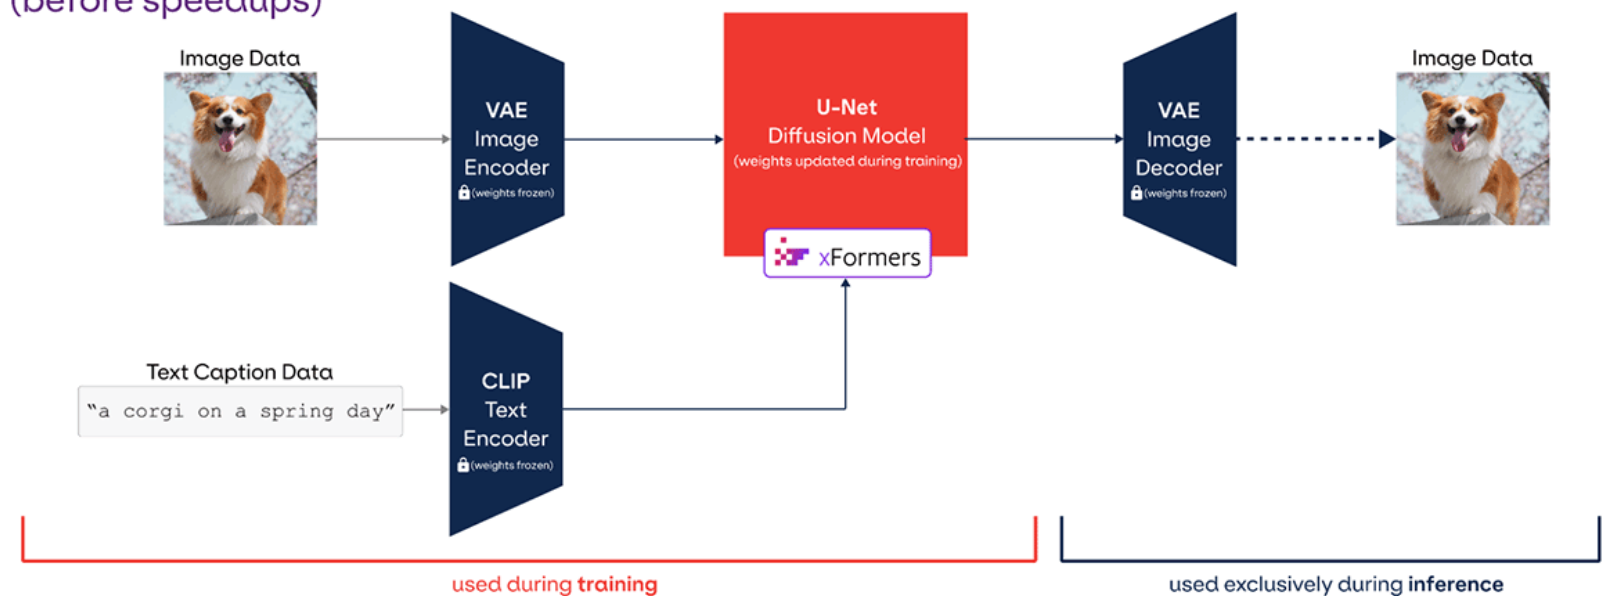 (before speedups)
Image Data
VAE
Image
Encoder
(weights frozen)
U-Net
Diffusion Model
(weights updated during training)
xFormers
VAE
Image
Decoder
(weights frozen)
Image Data
Text Caption Data
“a corgi on a spring day”
CLIP
Text
Encoder
(weights frozen)
used during training
used exclusively during inference